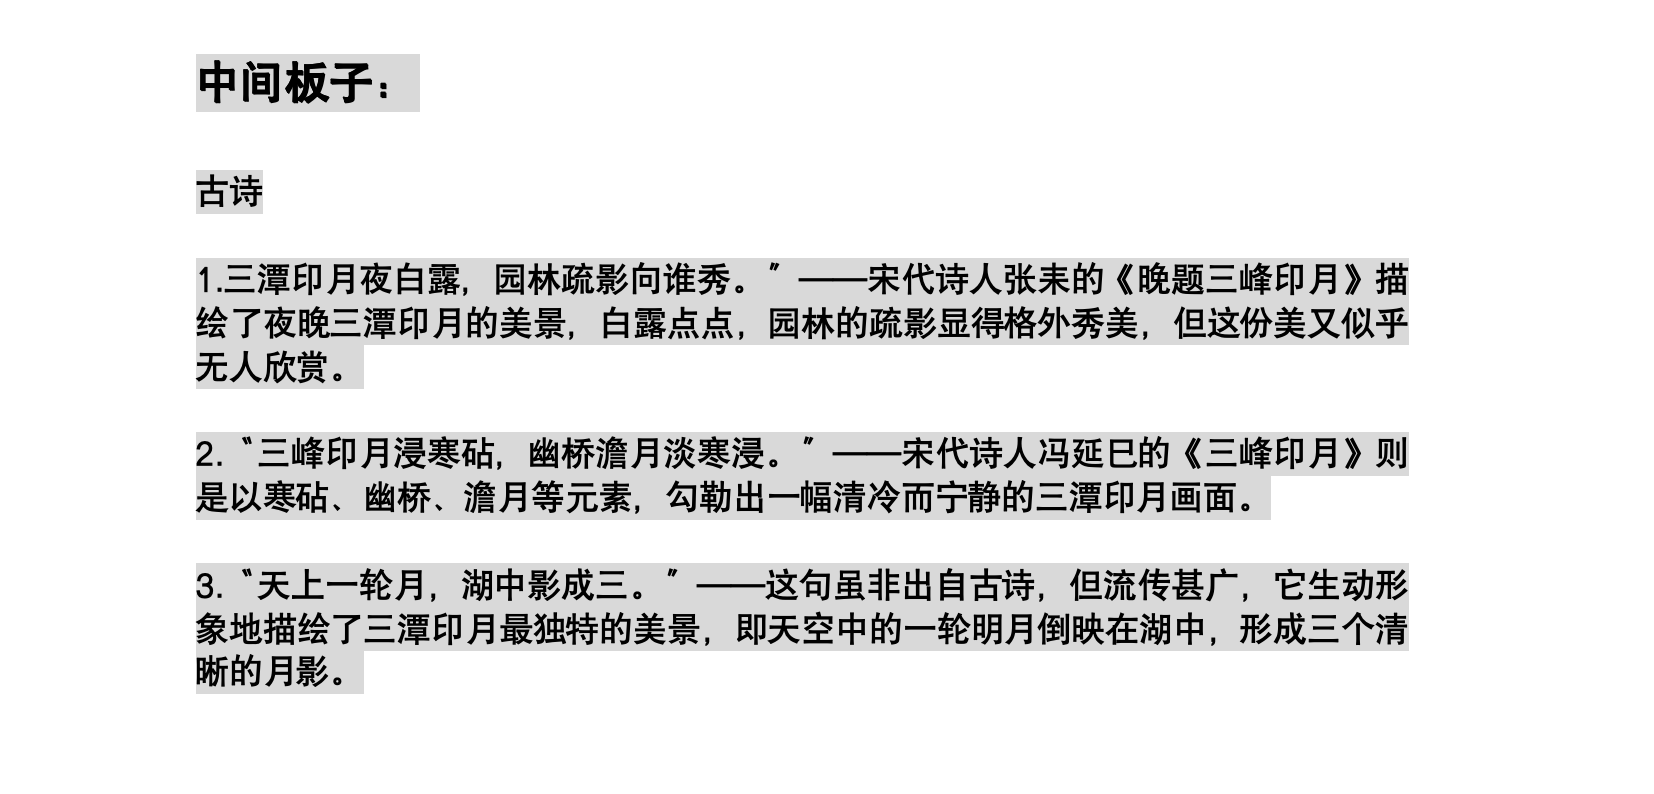 中间板子：
古诗
1.三潭印月夜白露，园林疏影向谁秀。〞——宋代诗人张耒的《晚题三峰印月》描
绘了夜晚三潭印月的美景，白露点点，园林的疏影显得格外秀美，但这份美又似乎
无人欣赏。
2.〝三峰印月浸寒砧，幽桥澹月淡寒浸。〞——宋代诗人冯延巳的《三峰印月》则
是以寒砧、幽桥、澹月等元素，勾勒出一幅清冷而宁静的三潭印月画面。
3.〝天上一轮月，湖中影成三。〞——这句虽非出自古诗，但流传甚广，它生动形
象地描绘了三潭印月最独特的美景，即天空中的一轮明月倒映在湖中，形成三个清
晰的月影。